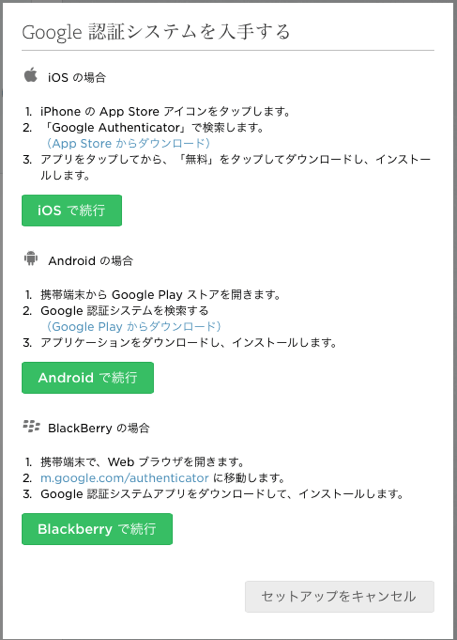 Google 認証システムを入手する
iOS の場合
1. iPhone の App Store アイコンをタップします。
2. 「Google Authenticator」で検索します。
（App Store からダウンロード）
3. アプリをタップしてから、「無料」をタップしてダウンロードし、インストー
ルします。
iOS で続行
Android の場合
1. 携帯端末から Google Play ストアを開きます。
2. Google 認証システムを検索する
（Google Play からダウンロード）
3. アプリケーションをダウンロードし、インストールします。
Android で続行
BlackBerry の場合
1. 携帯端末で、Web ブラウザを開きます。
2. m.google.com/authenticator に移動します。
3. Google 認証システムアプリをダウンロードして、インストールします。
Blackberry で続行
セットアップをキャンセル